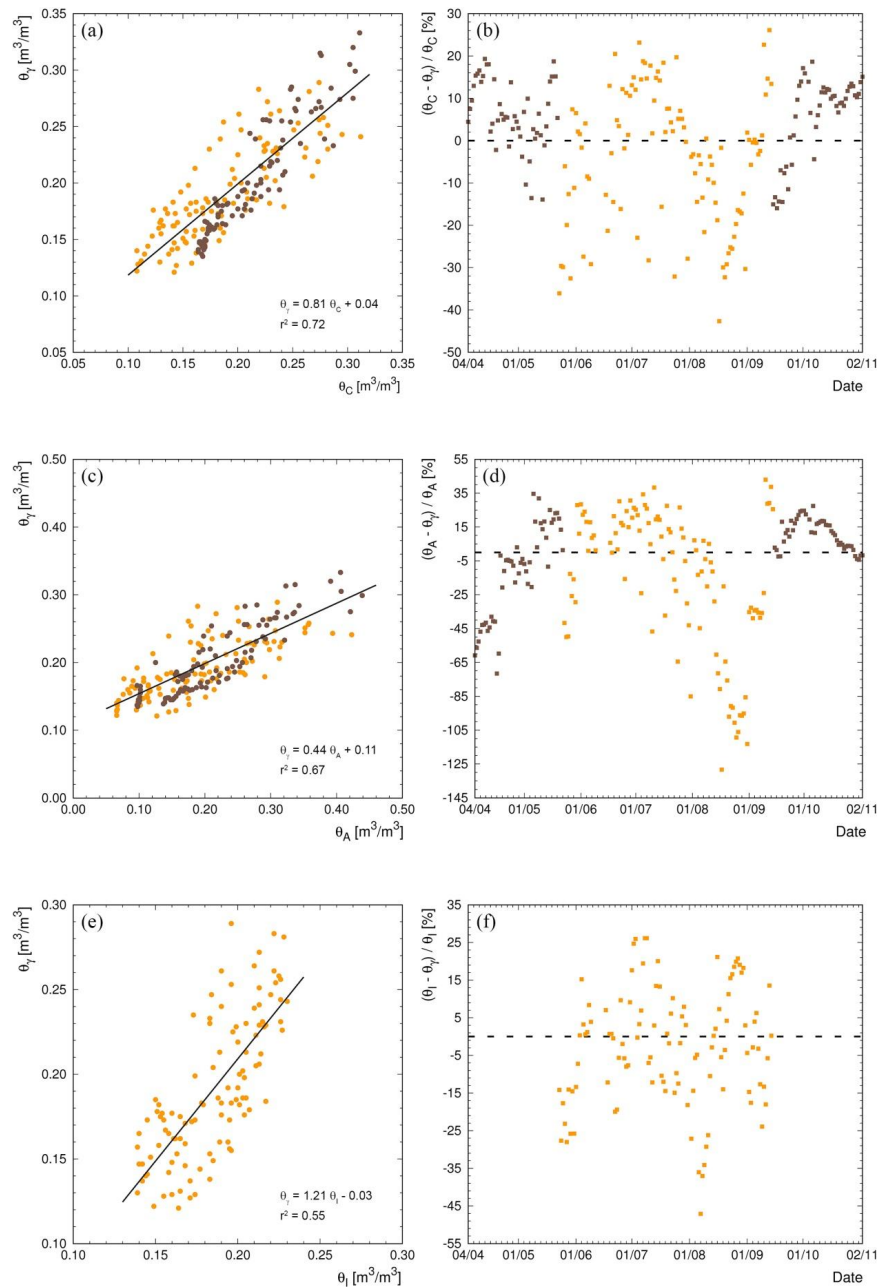 (a)
θγ [m³/m³]
0.35
0.30
0.25
0.20
0.15
0.10
0.05
θγ = 0.81 θC + 0.04
r² = 0.72
0.05 0.10 0.15 0.20 0.25 0.30 0.35
θC [m³/m³]
(b)
(θC - θγ) / θC [%]
30
20
10
0
-10
-20
-30
-40
-50
04/04 01/05 01/06 01/07 01/08 01/09 01/10 02/11
Date
(c)
θγ [m³/m³]
0.50
0.40
0.30
0.20
0.10
0.00
θγ = 0.44 θA + 0.11
r² = 0.67
0.00 0.10 0.20 0.30 0.40 0.50
θA [m³/m³]
(d)
(θA - θγ) / θA [%]
55
35
15
-5
-25
-45
-65
-85
-105
-125
-145
04/04 01/05 01/06 01/07 01/08 01/09 01/10 02/11
Date
(e)
θγ [m³/m³]
0.30
0.25
0.20
0.15
0.10
θγ = 1.21 θI - 0.03
r² = 0.55
0.10 0.15 0.20 0.25 0.30
θI [m³/m³]
(f)
(θI - θγ) / θI [%]
35
25
15
5
-5
-15
-25
-35
-45
-55
04/04 01/05 01/06 01/07 01/08 01/09 01/10 02/11
Date